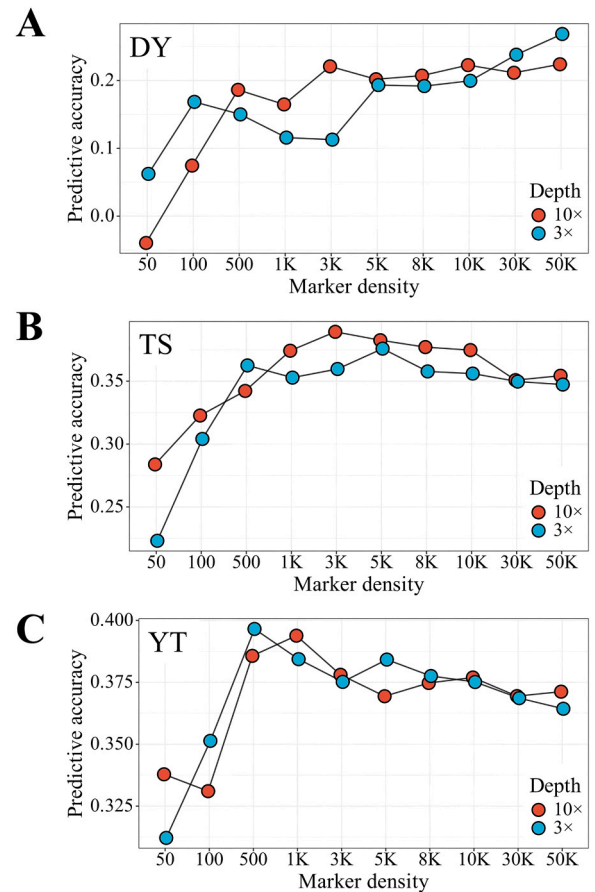 A
DY
Predictive accuracy
0.2
0.1
0.0
Depth
10×
3×
50 100 500 1K 3K 5K 8K 10K 30K 50K
Marker density
B
TS
Predictive accuracy
0.35
0.30
0.25
Depth
10×
3×
50 100 500 1K 3K 5K 8K 10K 30K 50K
Marker density
C
YT
Predictive accuracy
0.400
0.375
0.350
0.325
Depth
10×
3×
50 100 500 1K 3K 5K 8K 10K 30K 50K
Marker density